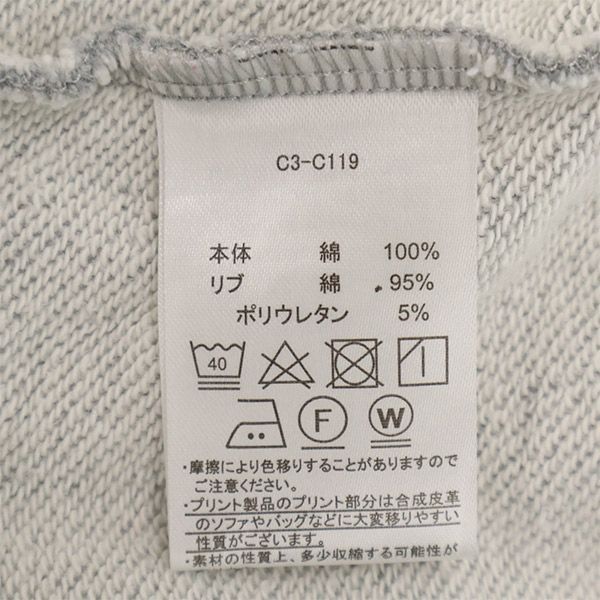 C3-C119
本体 綿 100%
リブ 綿 95%
ポリウレタン 5%
40
F W
・摩擦により色移りすることがありますので
ご注意ください。
・プリント製品のプリント部分は合成皮革
のソファやバッグなどに大変移りやすい
性質がございます。
・素材の性質上、多少収縮する可能性が